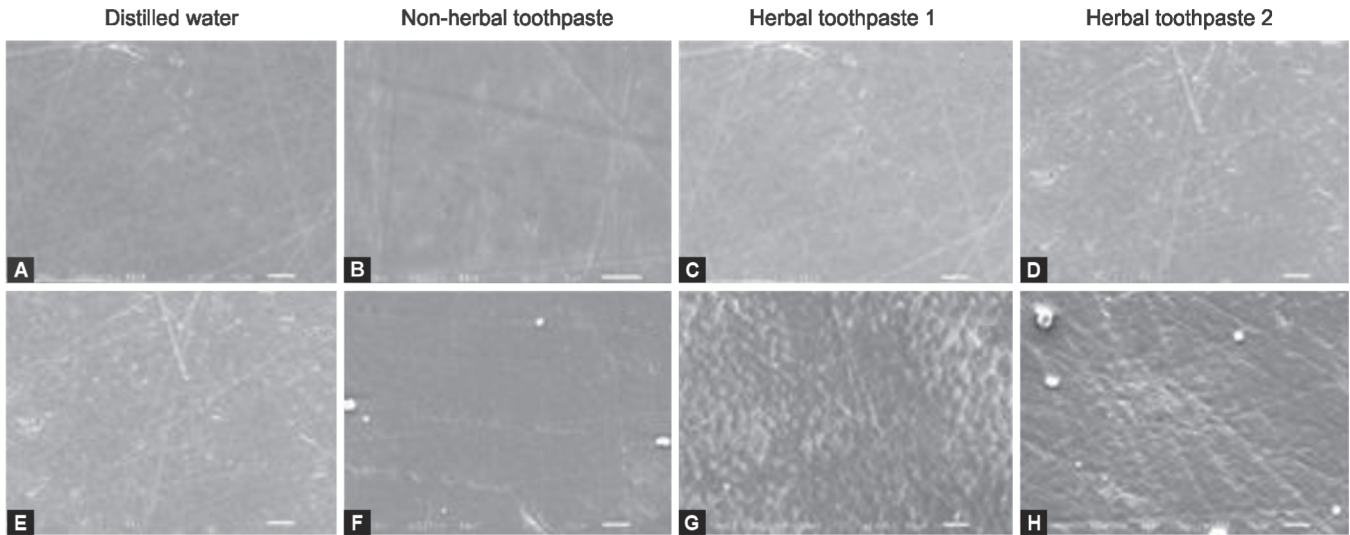 Distilled water
Non-herbal toothpaste
Herbal toothpaste 1
Herbal toothpaste 2
A
B
C
D
E
F
G
H